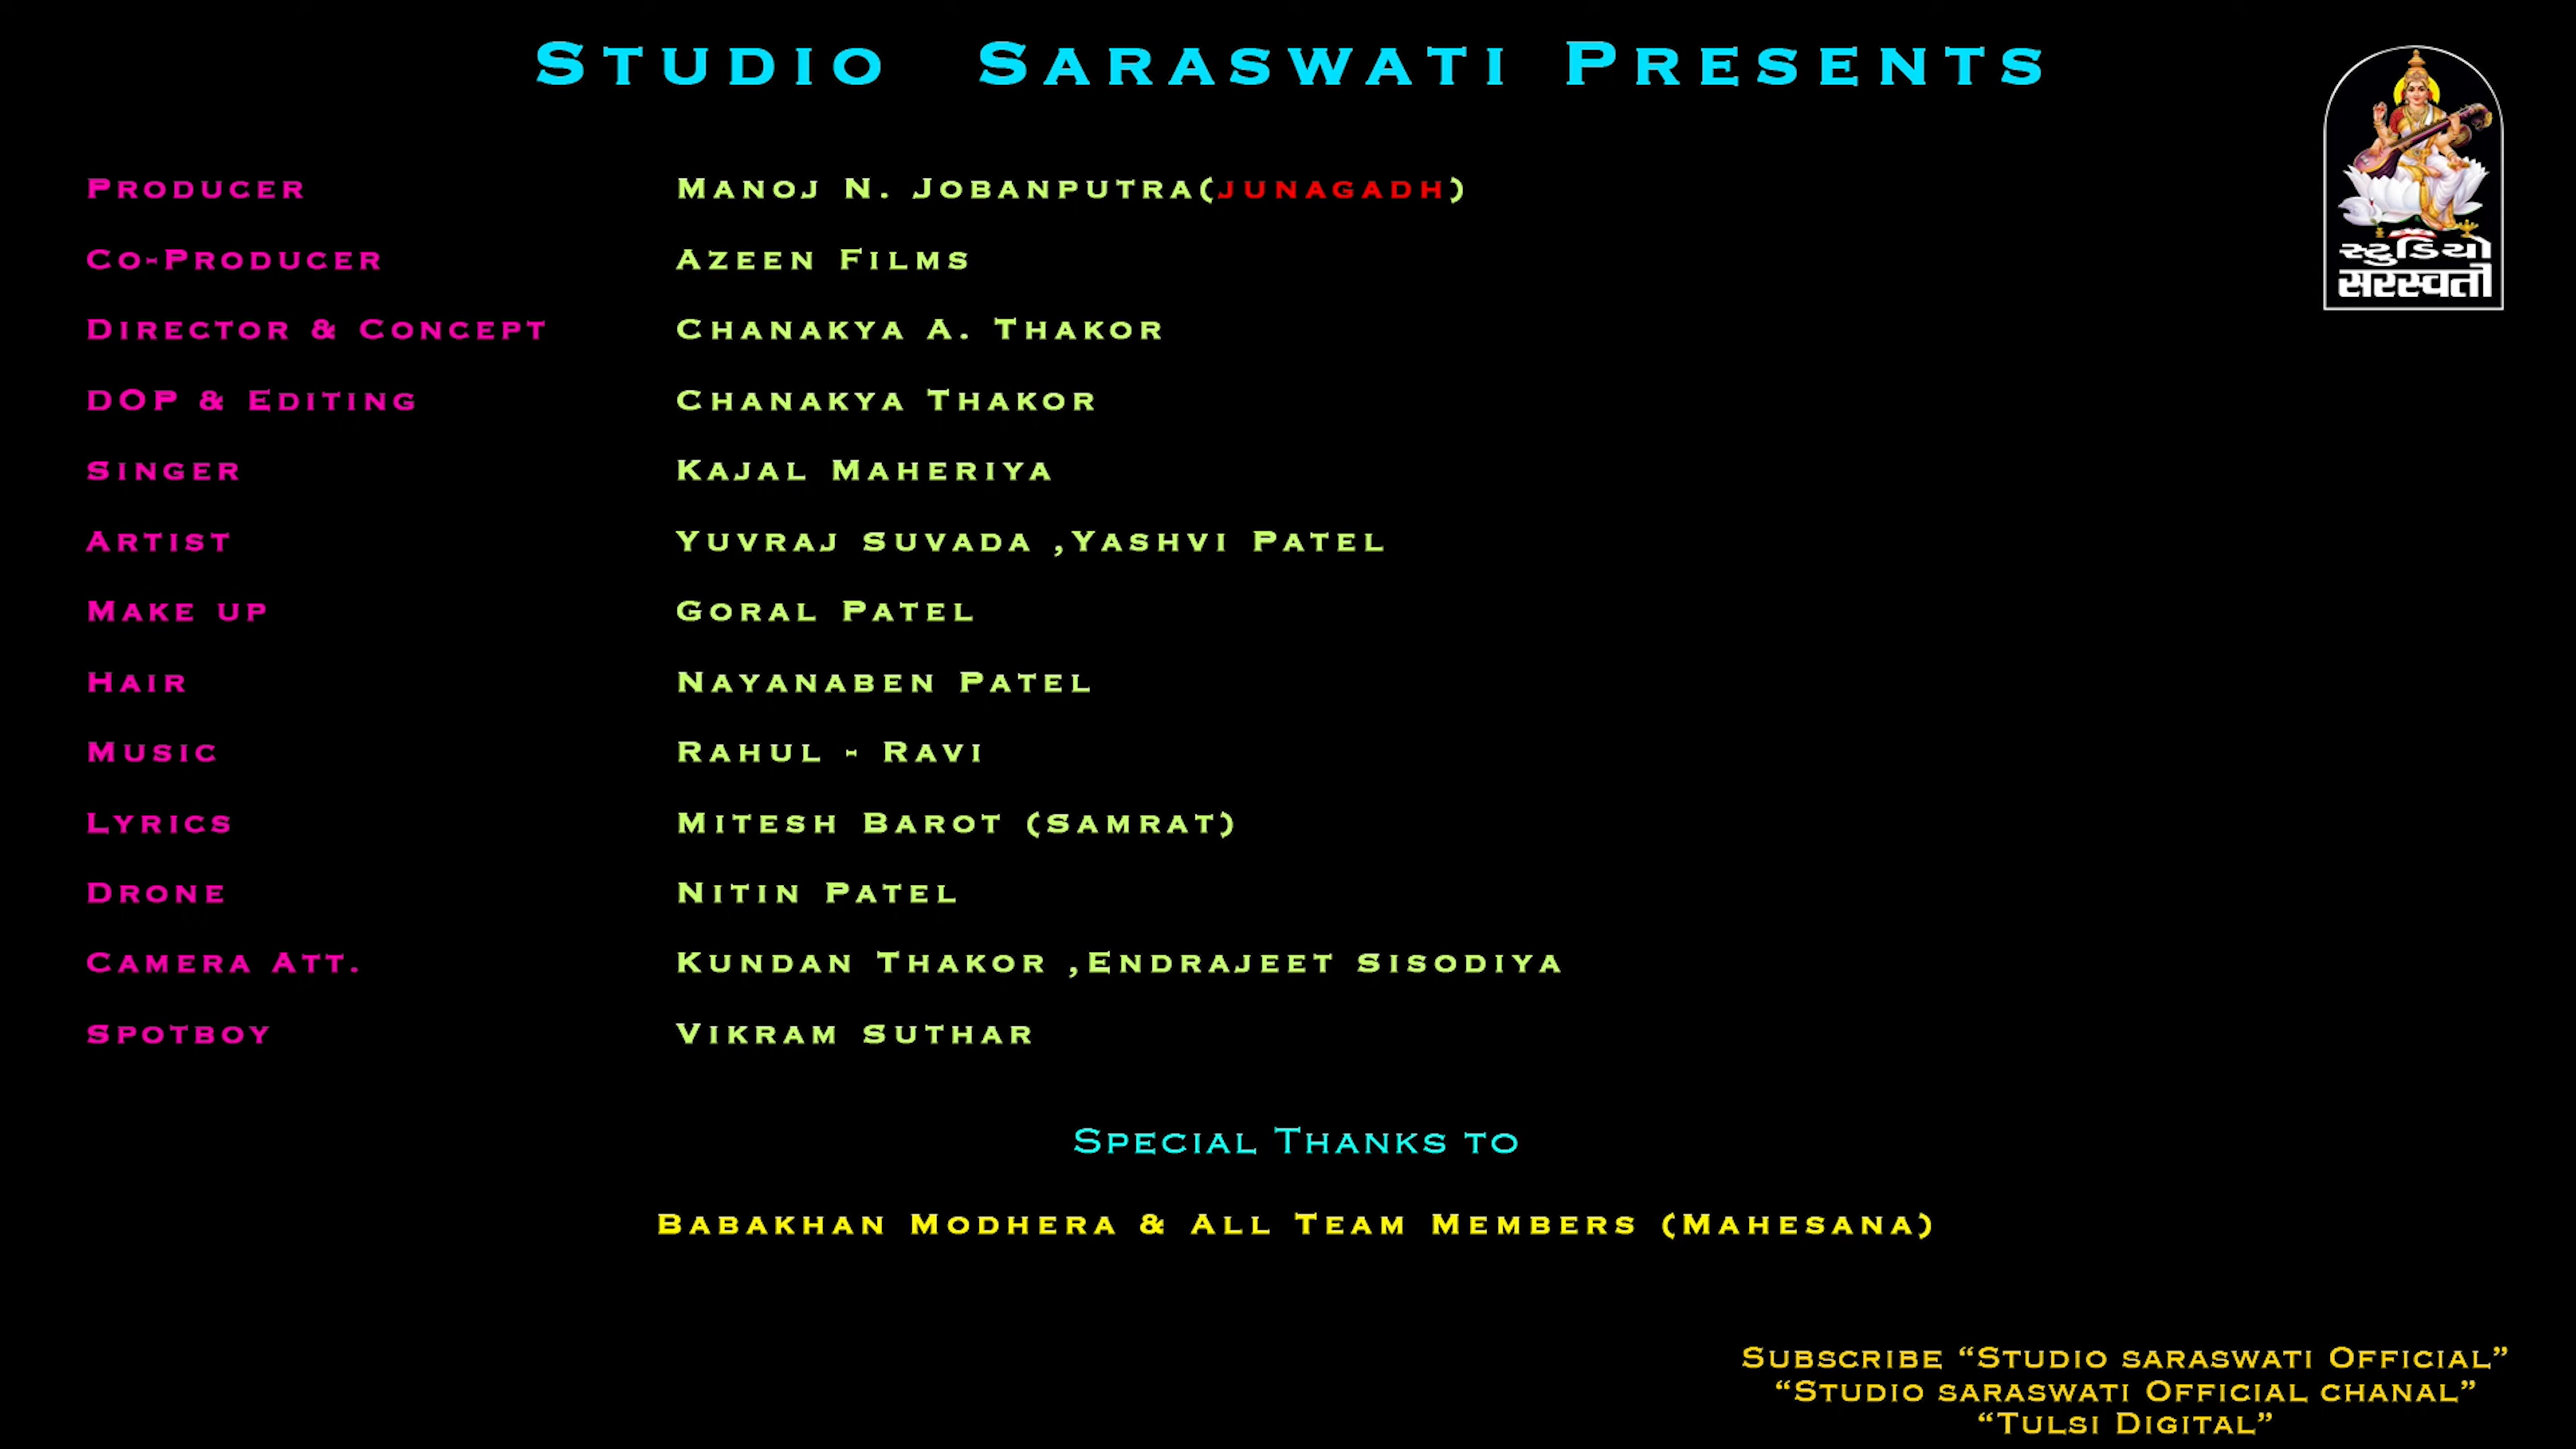 Studio Saraswati Presents
સ્ટુડિયો
સરસ્વતી
Producer Manoj N. Jobanputra(junagadh)
Co-Producer Azeen Films
Director & Concept Chanakya A. Thakor
DOP & Editing Chanakya Thakor
Singer Kajal Maheriya
Artist Yuvraj Suvada ,Yashvi Patel
Make up Goral Patel
Hair Nayanaben Patel
Music Rahul - Ravi
Lyrics Mitesh Barot (Samrat)
Drone Nitin Patel
Camera Att. Kundan Thakor ,Endrajeet Sisodiya
Spotboy Vikram Suthar
Special Thanks to
Babakhan Modhera & All Team Members (Mahesana)
Subscribe “Studio saraswati Official”
“Studio saraswati Official chanal”
“Tulsi Digital”